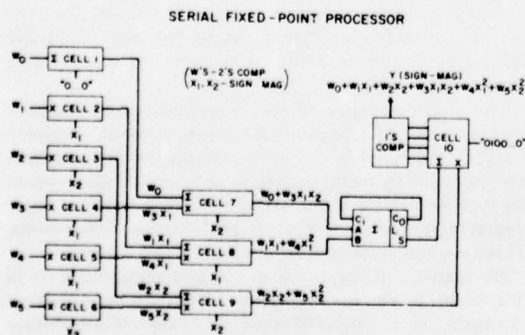 SERIAL FIXED-POINT PROCESSOR
W₀
Σ CELL 1
"0...0"
(W'S-2'S COMP
X₁, X₂-SIGN MAG)
Y (SIGN-MAG)
W₀+W₁X₁+W₂X₂+W₃X₁X₂+W₄X₁²+W₅X₂²
W₁
X CELL 2
X₁
W₂
X CELL 3
X₂
1'S
COMP
CELL
10
Σ X
"0100..0"
W₃
X CELL 4
X₁
W₀
W₃X₁
Σ
X CELL 7
X₂
W₀+W₃X₁X₂
W₄
X CELL 5
X₁
W₁X₁
W₄X₁
Σ
X CELL 8
X₁
W₁X₁+W₄X₁²
C₁
A
B
Σ
C₀
L
S
W₅
X CELL 6
X₂
W₂X₂
W₅X₂
Σ
X CELL 9
X₂
W₂X₂+W₅X₂²